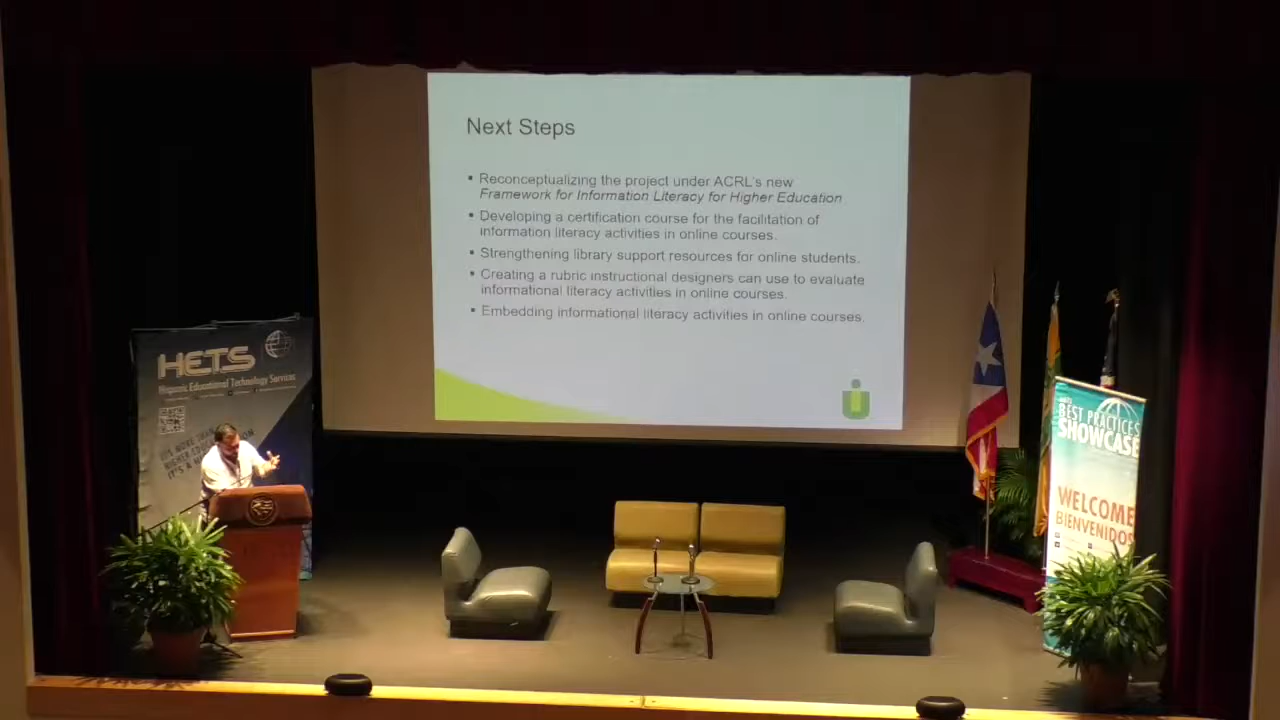 Next Steps
▪ Reconceptualizing the project under ACRL's new
Framework for Information Literacy for Higher Education
▪ Developing a certification course for the facilitation of
information literacy activities in online courses.
▪ Strengthening library support resources for online students.
▪ Creating a rubric instructional designers can use to evaluate
informational literacy activities in online courses.
▪ Embedding informational literacy activities in online courses.
HETS
Hispanic Educational Technology Services
BEST PRACTICES
SHOWCASE
WELCOME
BIENVENIDOS